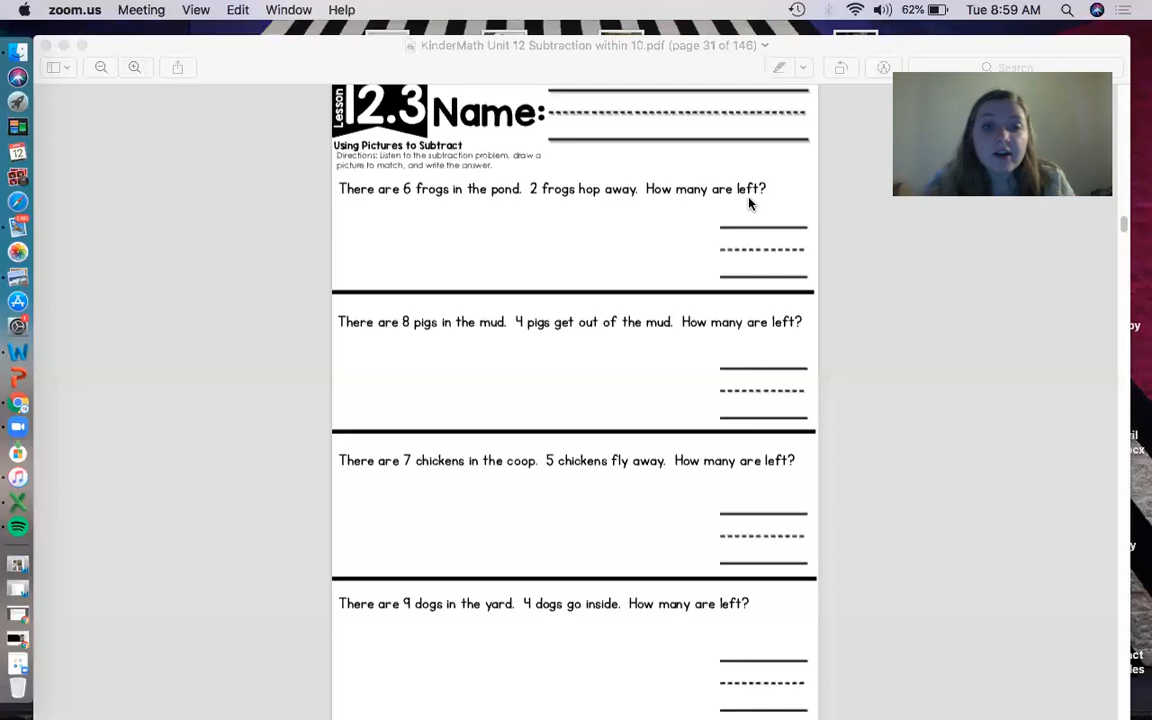 zoom.us Meeting View Edit Window Help 62% Tue 8:59 AM
KinderMath Unit 12 Subtraction within 10.pdf (page 31 of 146)
Search
Lesson 12.3 Name:
Using Pictures to Subtract
Directions: Listen to the subtraction problem, draw a
picture to match, and write the answer.
There are 6 frogs in the pond. 2 frogs hop away. How many are left?
There are 8 pigs in the mud. 4 pigs get out of the mud. How many are left?
There are 7 chickens in the coop. 5 chickens fly away. How many are left?
There are 9 dogs in the yard. 4 dogs go inside. How many are left?